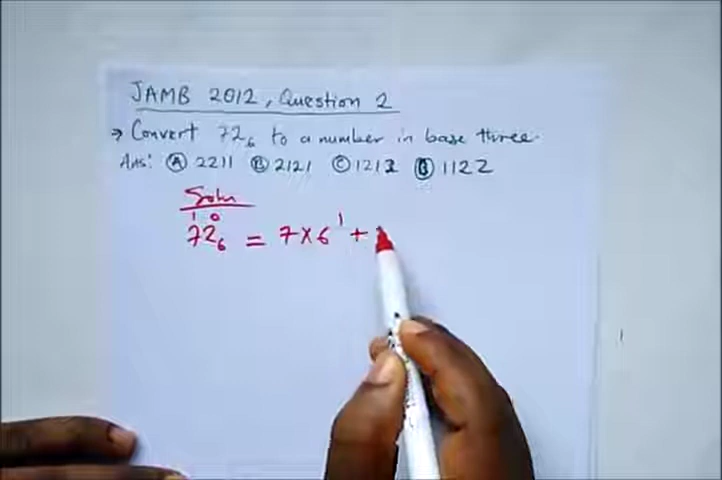 JAMB 2012, Question 2
→ Convert 72₆ to a number in base three.
Ans: (A) 2211 (B) 2121 (C) 1212 (D) 1122
Soln
1 0
72₆ = 7×6¹ +